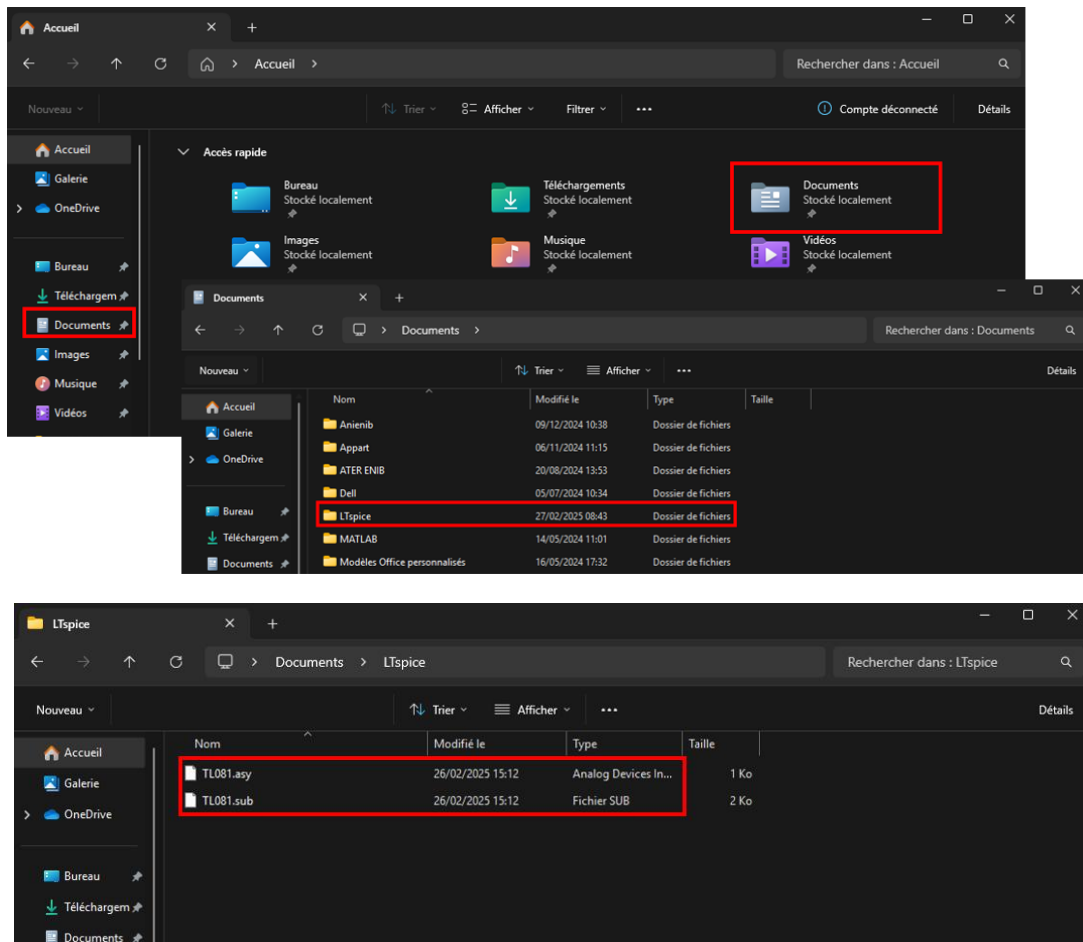 Accueil
Accueil
Rechercher dans : Accueil
Nouveau
Trier
Afficher
Filtrer
Compte déconnecté
Détails
Accueil
Galerie
OneDrive
Bureau
Téléchargem
Documents
Images
Musique
Vidéos
Accès rapide
Bureau
Stocké localement
Téléchargements
Stocké localement
Documents
Stocké localement
Images
Stocké localement
Musique
Stocké localement
Vidéos
Stocké localement
Documents
Documents
Rechercher dans : Documents
Nouveau
Trier
Afficher
Détails
Accueil
Galerie
OneDrive
Bureau
Téléchargem
Documents
Nom Modifié le Type Taille
Anienib 09/12/2024 10:38 Dossier de fichiers
Appart 06/11/2024 11:15 Dossier de fichiers
ATER ENIB 20/08/2024 13:53 Dossier de fichiers
Dell 05/07/2024 10:34 Dossier de fichiers
LTspice 27/02/2025 08:43 Dossier de fichiers
MATLAB 14/05/2024 11:01 Dossier de fichiers
Modèles Office personnalisés 16/05/2024 17:32 Dossier de fichiers
LTspice
Documents > LTspice
Rechercher dans : LTspice
Nouveau
Trier
Afficher
Détails
Accueil
Galerie
OneDrive
Bureau
Téléchargem
Documents
Nom Modifié le Type Taille
TL081.asy 26/02/2025 15:12 Analog Devices In... 1 Ko
TL081.sub 26/02/2025 15:12 Fichier SUB 2 Ko